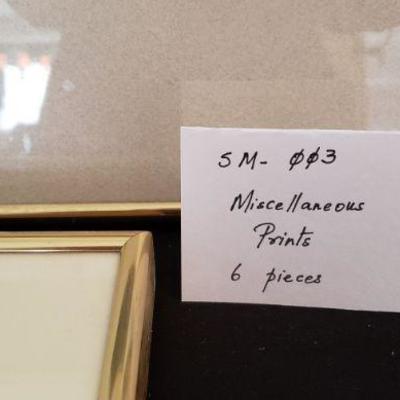 SM- ØØ3
Miscellaneous
Prints
6 pieces